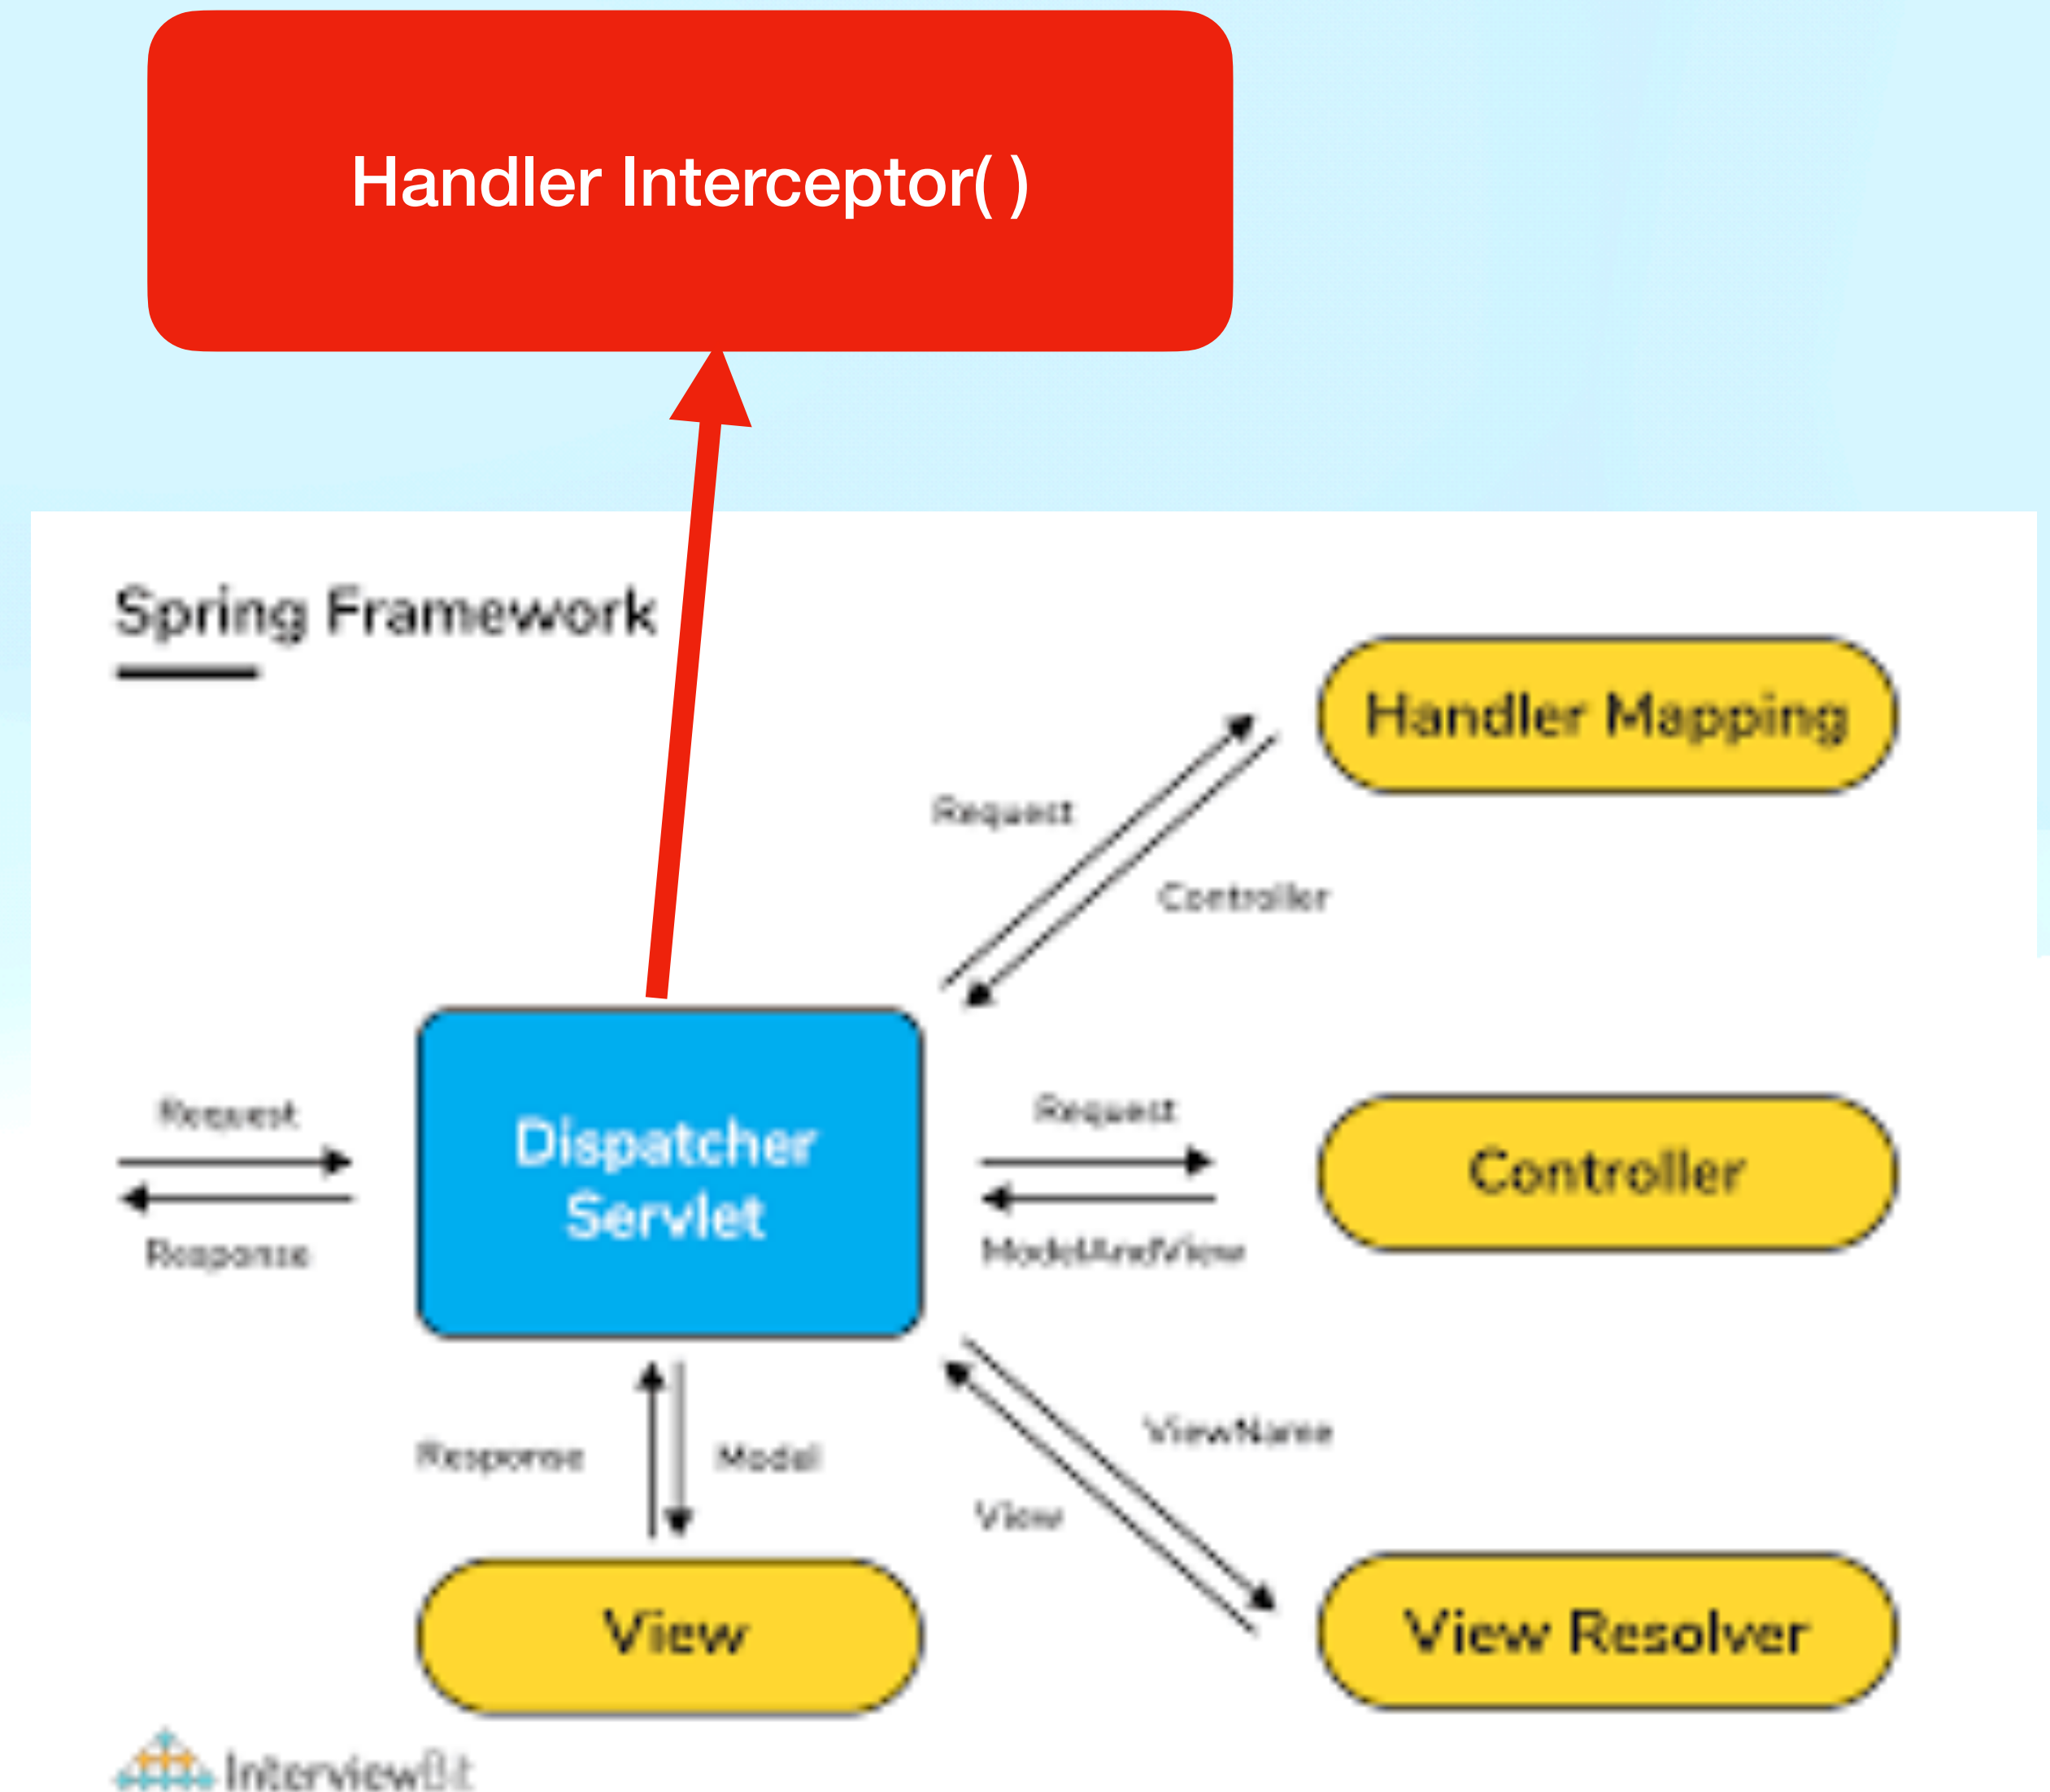 Handler Interceptor( )
Spring Framework
Handler Mapping
Request
Controller
Request
Response
Dispatcher
Servlet
Request
ModelAndView
Controller
Response
Model
ViewName
View
View
View Resolver
InterviewBit